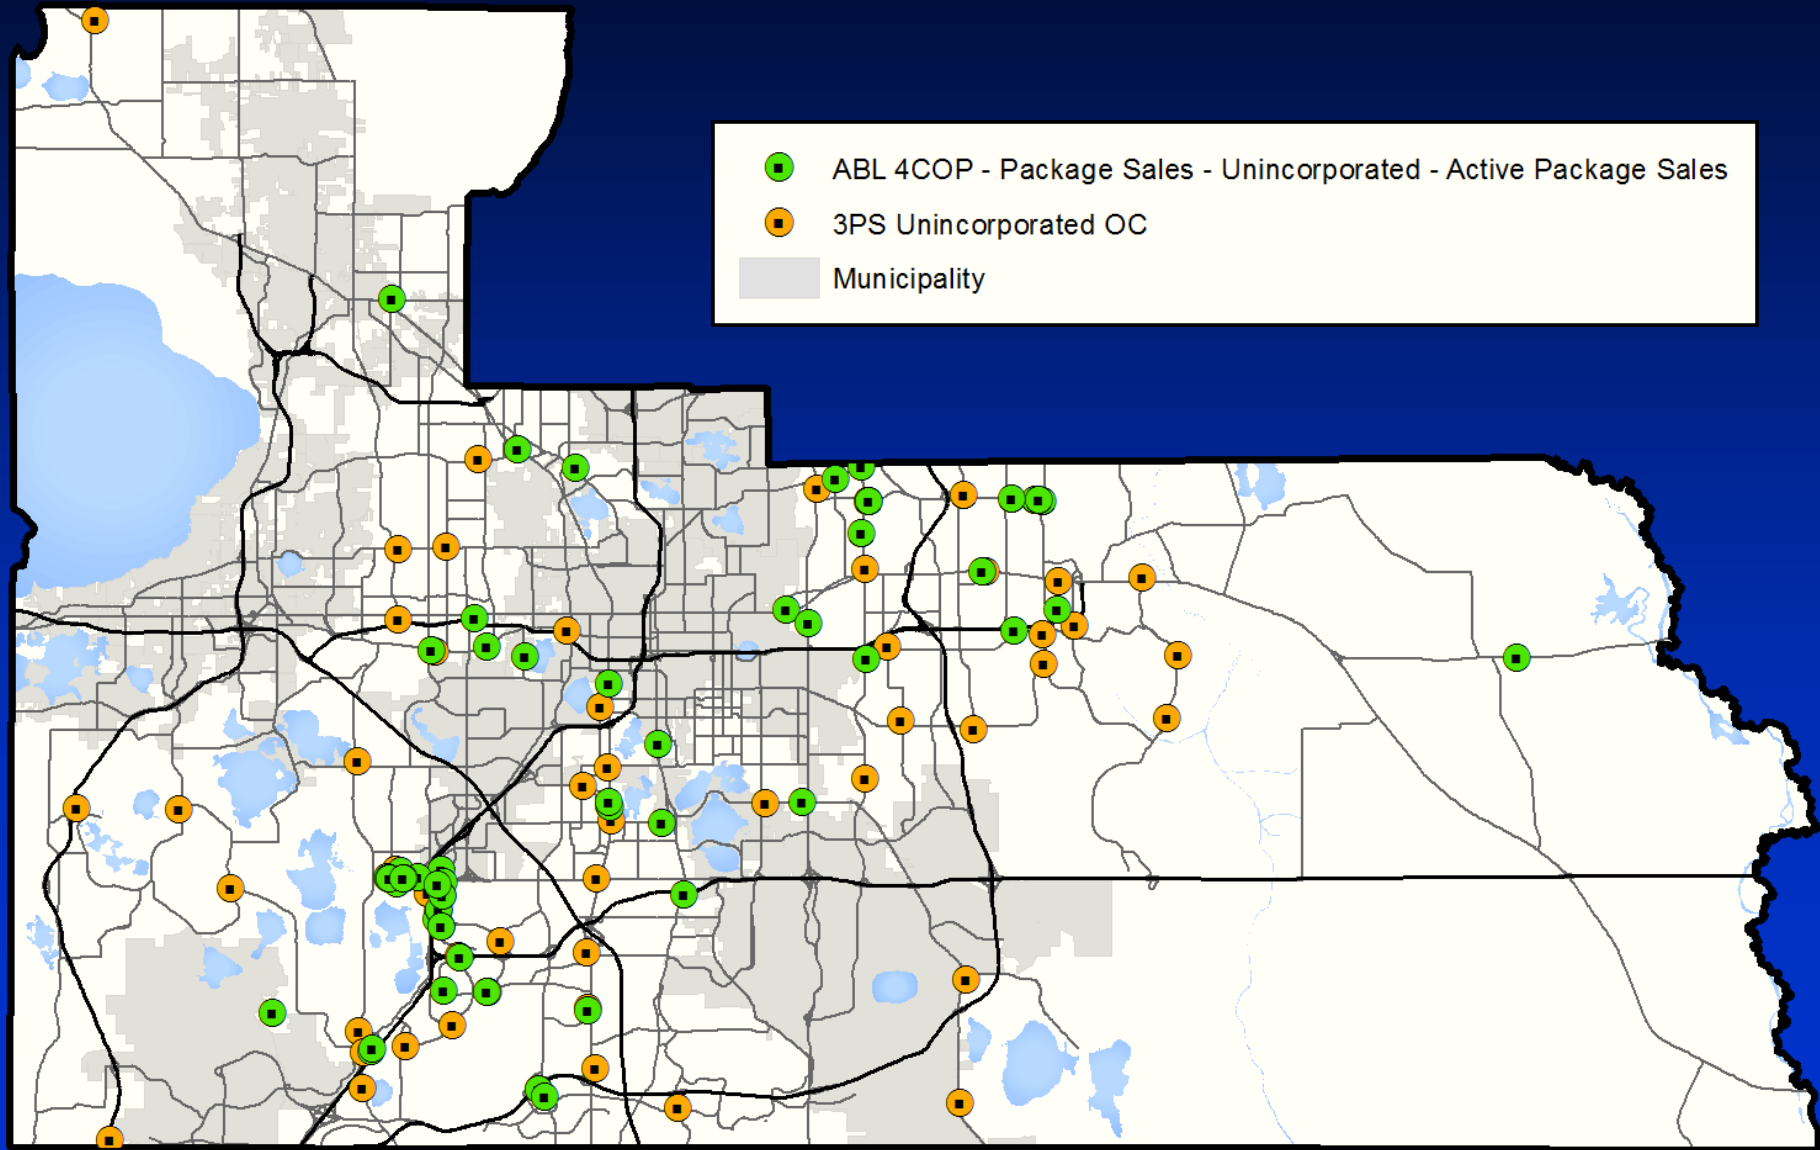 ABL 4COP - Package Sales - Unincorporated - Active Package Sales
3PS Unincorporated OC
Municipality